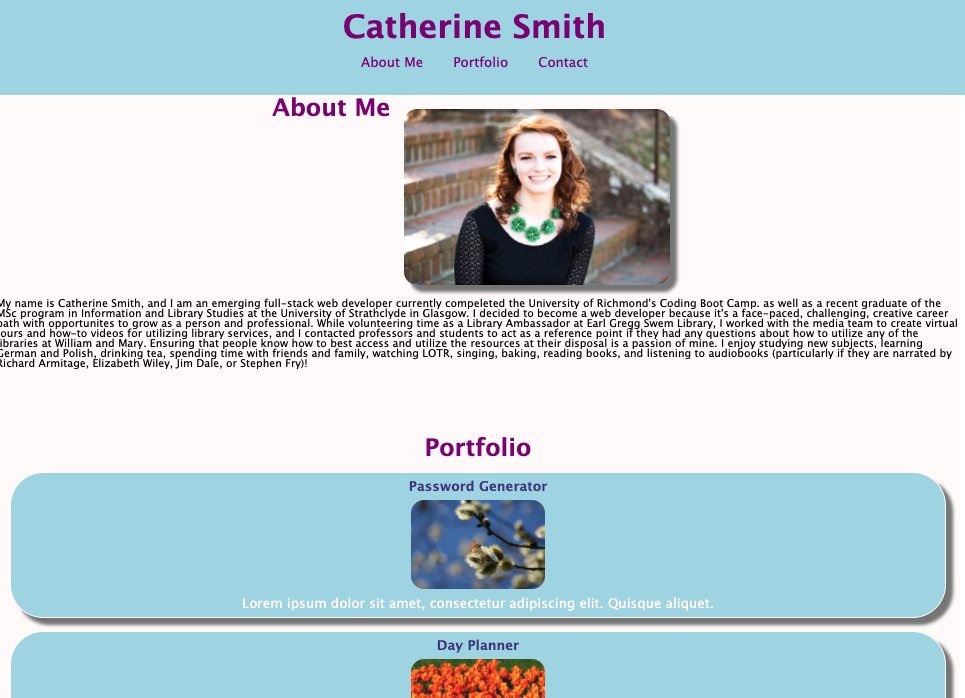 Catherine Smith
About Me Portfolio Contact
About Me
My name is Catherine Smith, and I am an emerging full-stack web developer currently compeleted the University of Richmond's Coding Boot Camp. as well as a recent graduate of the
MSc program in Information and Library Studies at the University of Strathclyde in Glasgow. I decided to become a web developer because it's a face-paced, challenging, creative career
path with opportunites to grow as a person and professional. While volunteering time as a Library Ambassador at Earl Gregg Swem Library, I worked with the media team to create virtual
tours and how-to videos for utilizing library services, and I contacted professors and students to act as a reference point if they had any questions about how to utilize any of the
libraries at William and Mary. Ensuring that people know how to best access and utilize the resources at their disposal is a passion of mine. I enjoy studying new subjects, learning
German and Polish, drinking tea, spending time with friends and family, watching LOTR, singing, baking, reading books, and listening to audiobooks (particularly if they are narrated by
Richard Armitage, Elizabeth Wiley, Jim Dale, or Stephen Fry)!
Portfolio
Password Generator
Lorem ipsum dolor sit amet, consectetur adipiscing elit. Quisque aliquet.
Day Planner